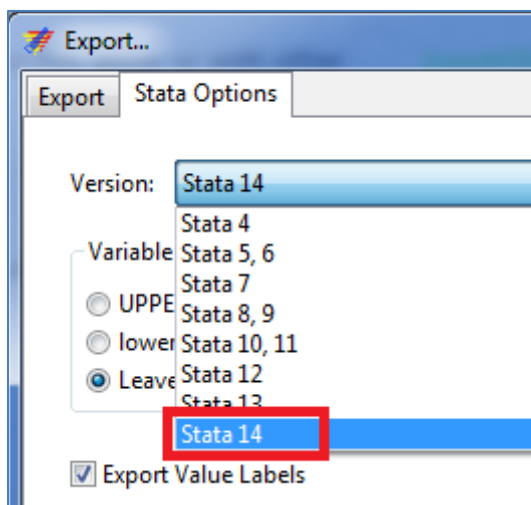 Export...
Export Stata Options
Version: Stata 14
Stata 4
Stata 5, 6
Variable
Stata 7
UPPE
Stata 8, 9
lower
Stata 10, 11
Leave
Stata 12
Stata 13
Stata 14
Export Value Labels